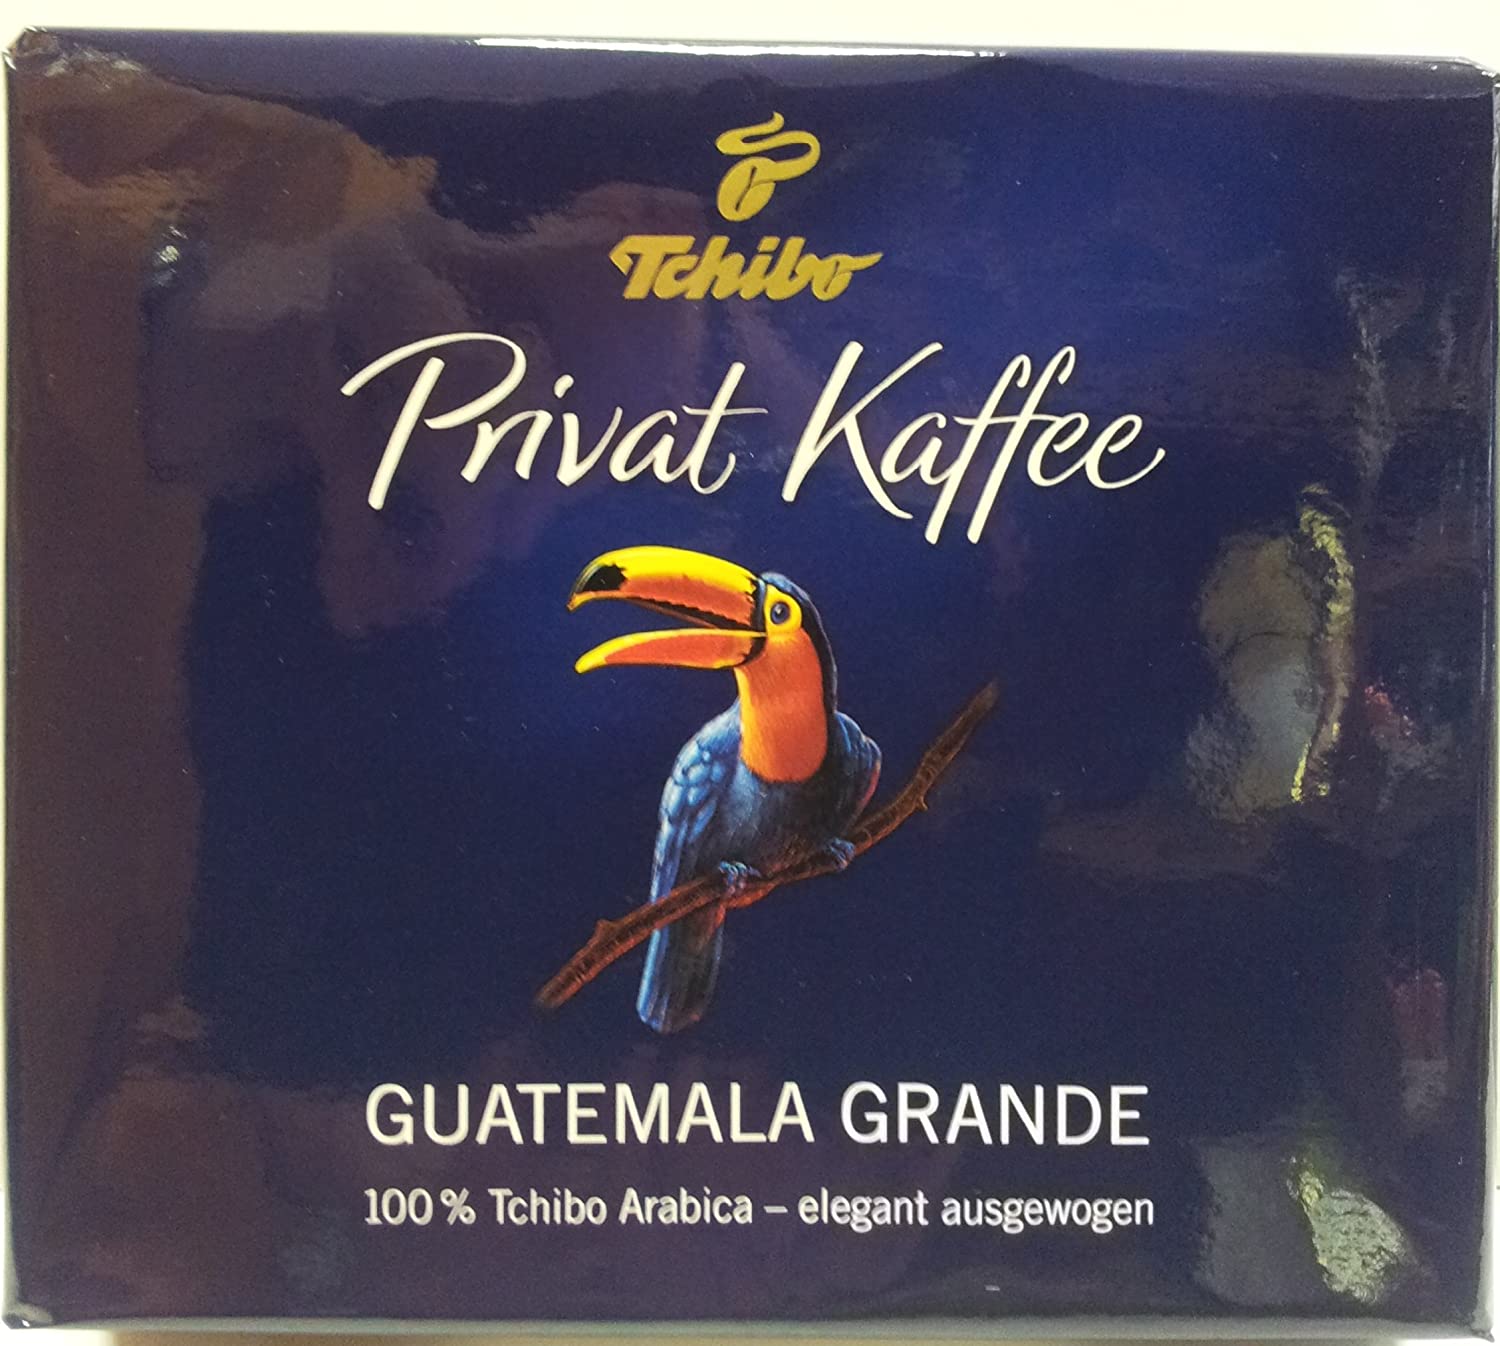 Tchibo
Privat Kaffee
GUATEMALA GRANDE
100 % Tchibo Arabica – elegant ausgewogen